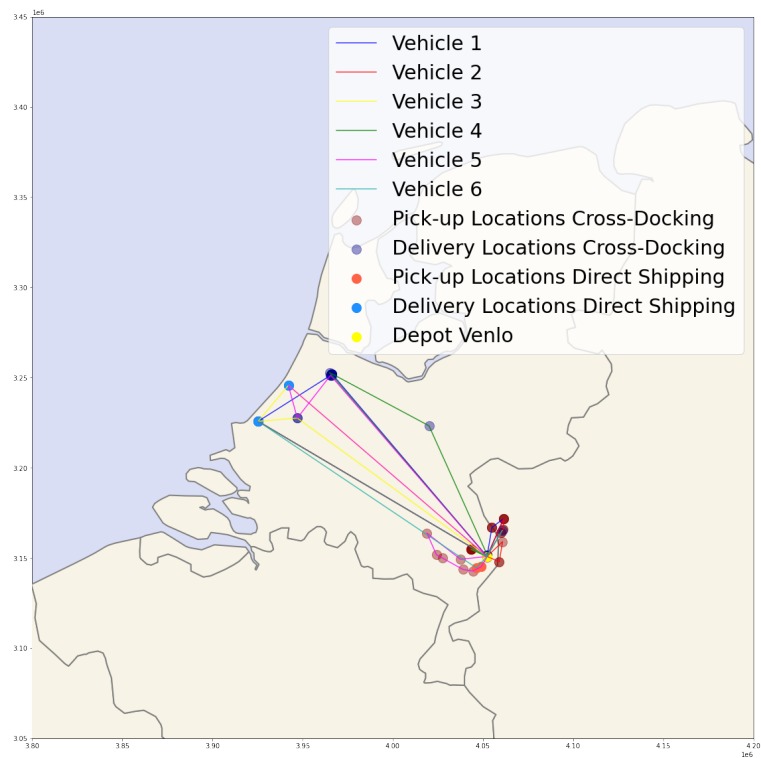 1e6
3.45
3.40
3.35
3.30
3.25
3.20
3.15
3.10
3.05
Vehicle 1
Vehicle 2
Vehicle 3
Vehicle 4
Vehicle 5
Vehicle 6
Pick-up Locations Cross-Docking
Delivery Locations Cross-Docking
Pick-up Locations Direct Shipping
Delivery Locations Direct Shipping
Depot Venlo
3.80 3.85 3.90 3.95 4.00 4.05 4.10 4.15 4.20
1e6